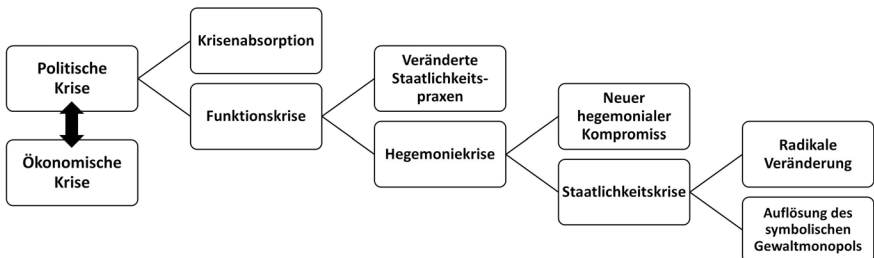 Politische
Krise
Ökonomische
Krise
Krisenabsorption
Funktionskrise
Veränderte
Staatlichkeits-
praxen
Hegemoniekrise
Neuer
hegemonialer
Kompromiss
Staatlichkeitskrise
Radikale
Veränderung
Auflösung des
symbolischen
Gewaltmonopols